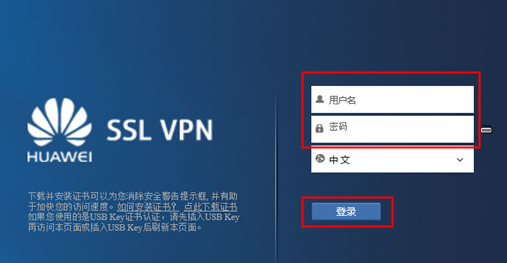 HUAWEI
SSL VPN
下载并安装证书可以为您消除安全警告提示框, 并有助
于加快您的访问速度。如何安装证书? 点此下载证书
如果您使用的是USB Key证书认证, 请先插入USB Key
再访问本页面或插入USB Key后刷新本页面。
用户名
密码
中文
登录